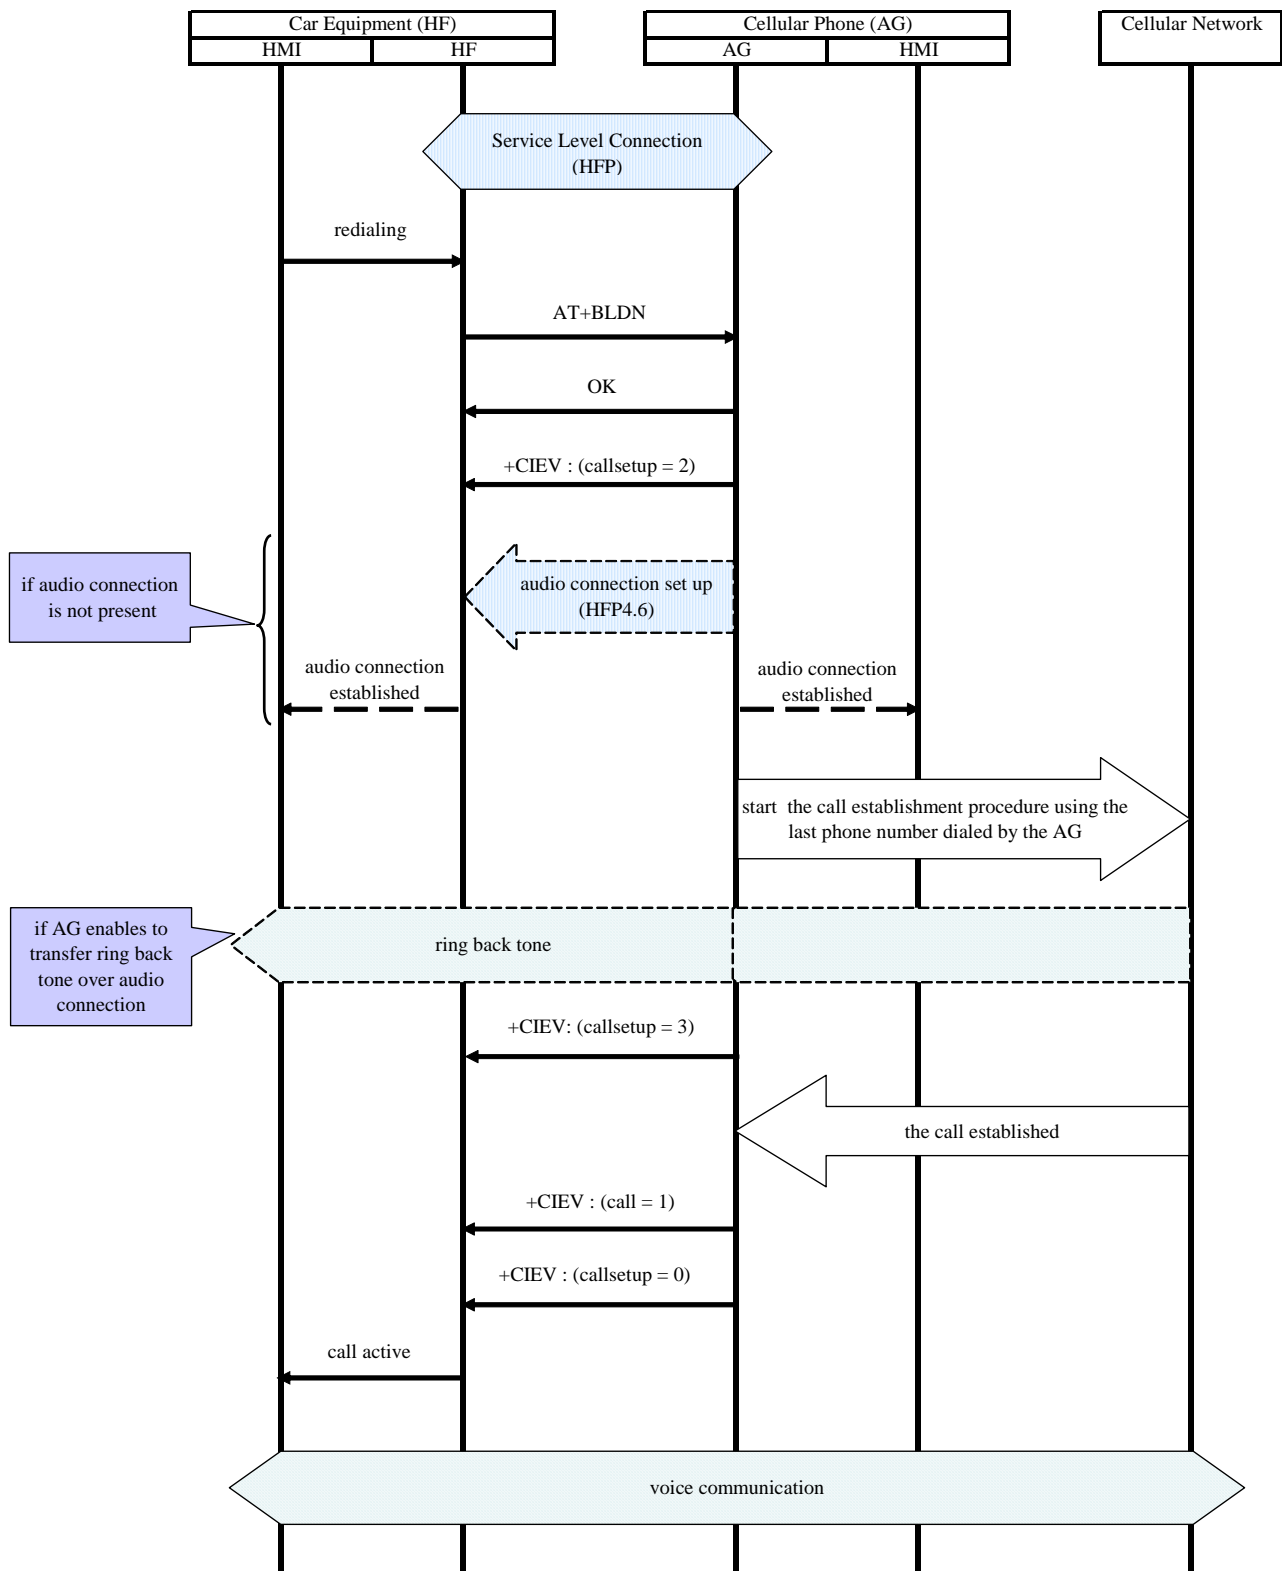 Car Equipment (HF)
Cellular Phone (AG)
Cellular Network
HMI
HF
AG
HMI
Service Level Connection
(HFP)
redialing
AT+BLDN
OK
+CIEV : (callsetup = 2)
if audio connection
is not present
audio connection set up
(HFP4.6)
audio connection
established
audio connection
established
start  the call establishment procedure using the
last phone number dialed by the AG
if AG enables to
transfer ring back
tone over audio
connection
ring back tone
+CIEV: (callsetup = 3)
the call established
+CIEV : (call = 1)
+CIEV : (callsetup = 0)
call active
voice communication